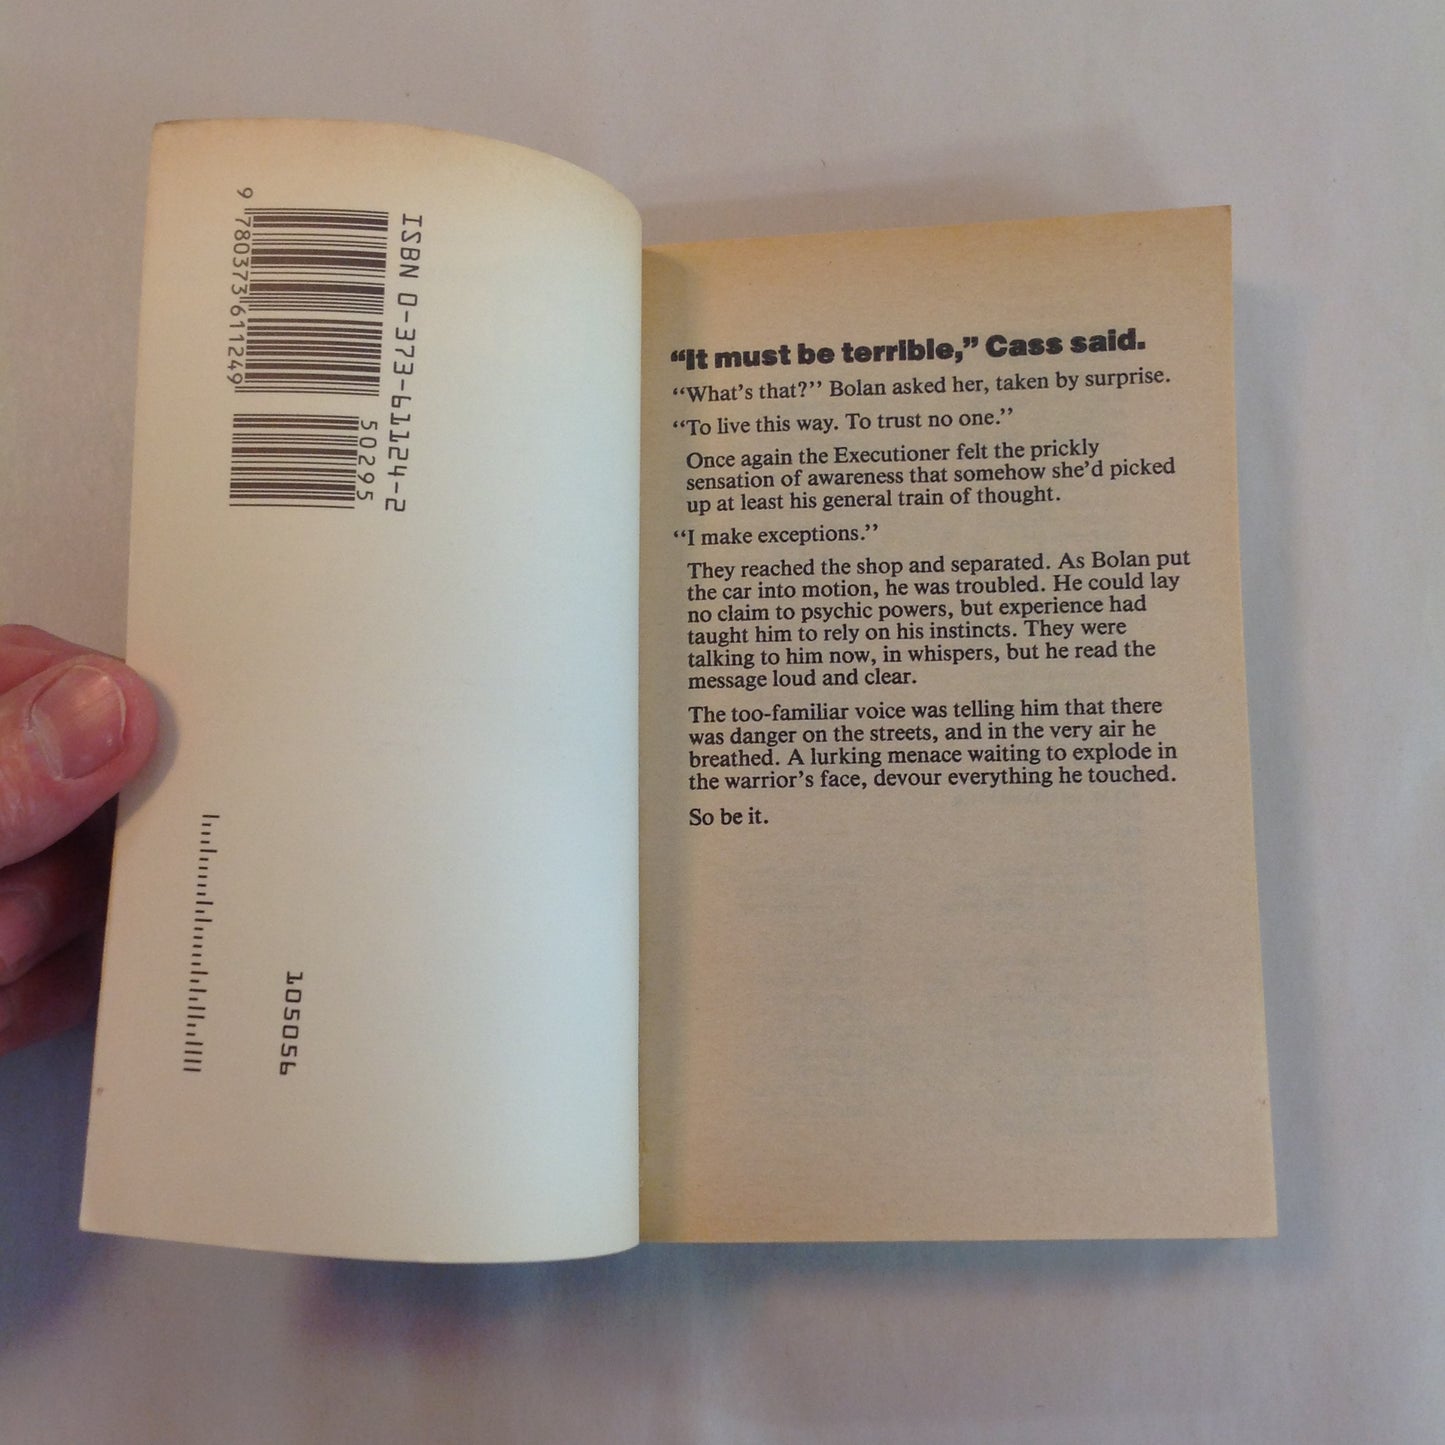 ISBN 0-373-61124-2
9 780373 611249
50295
105056
“It must be terrible,” Cass said.
“What’s that?” Bolan asked her, taken by surprise.
“To live this way. To trust no one.”
Once again the Executioner felt the prickly
sensation of awareness that somehow she’d picked
up at least his general train of thought.
“I make exceptions.”
They reached the shop and separated. As Bolan put
the car into motion, he was troubled. He could lay
no claim to psychic powers, but experience had
taught him to rely on his instincts. They were
talking to him now, in whispers, but he read the
message loud and clear.
The too-familiar voice was telling him that there
was danger on the streets, and in the very air he
breathed. A lurking menace waiting to explode in
the warrior’s face, devour everything he touched.
So be it.